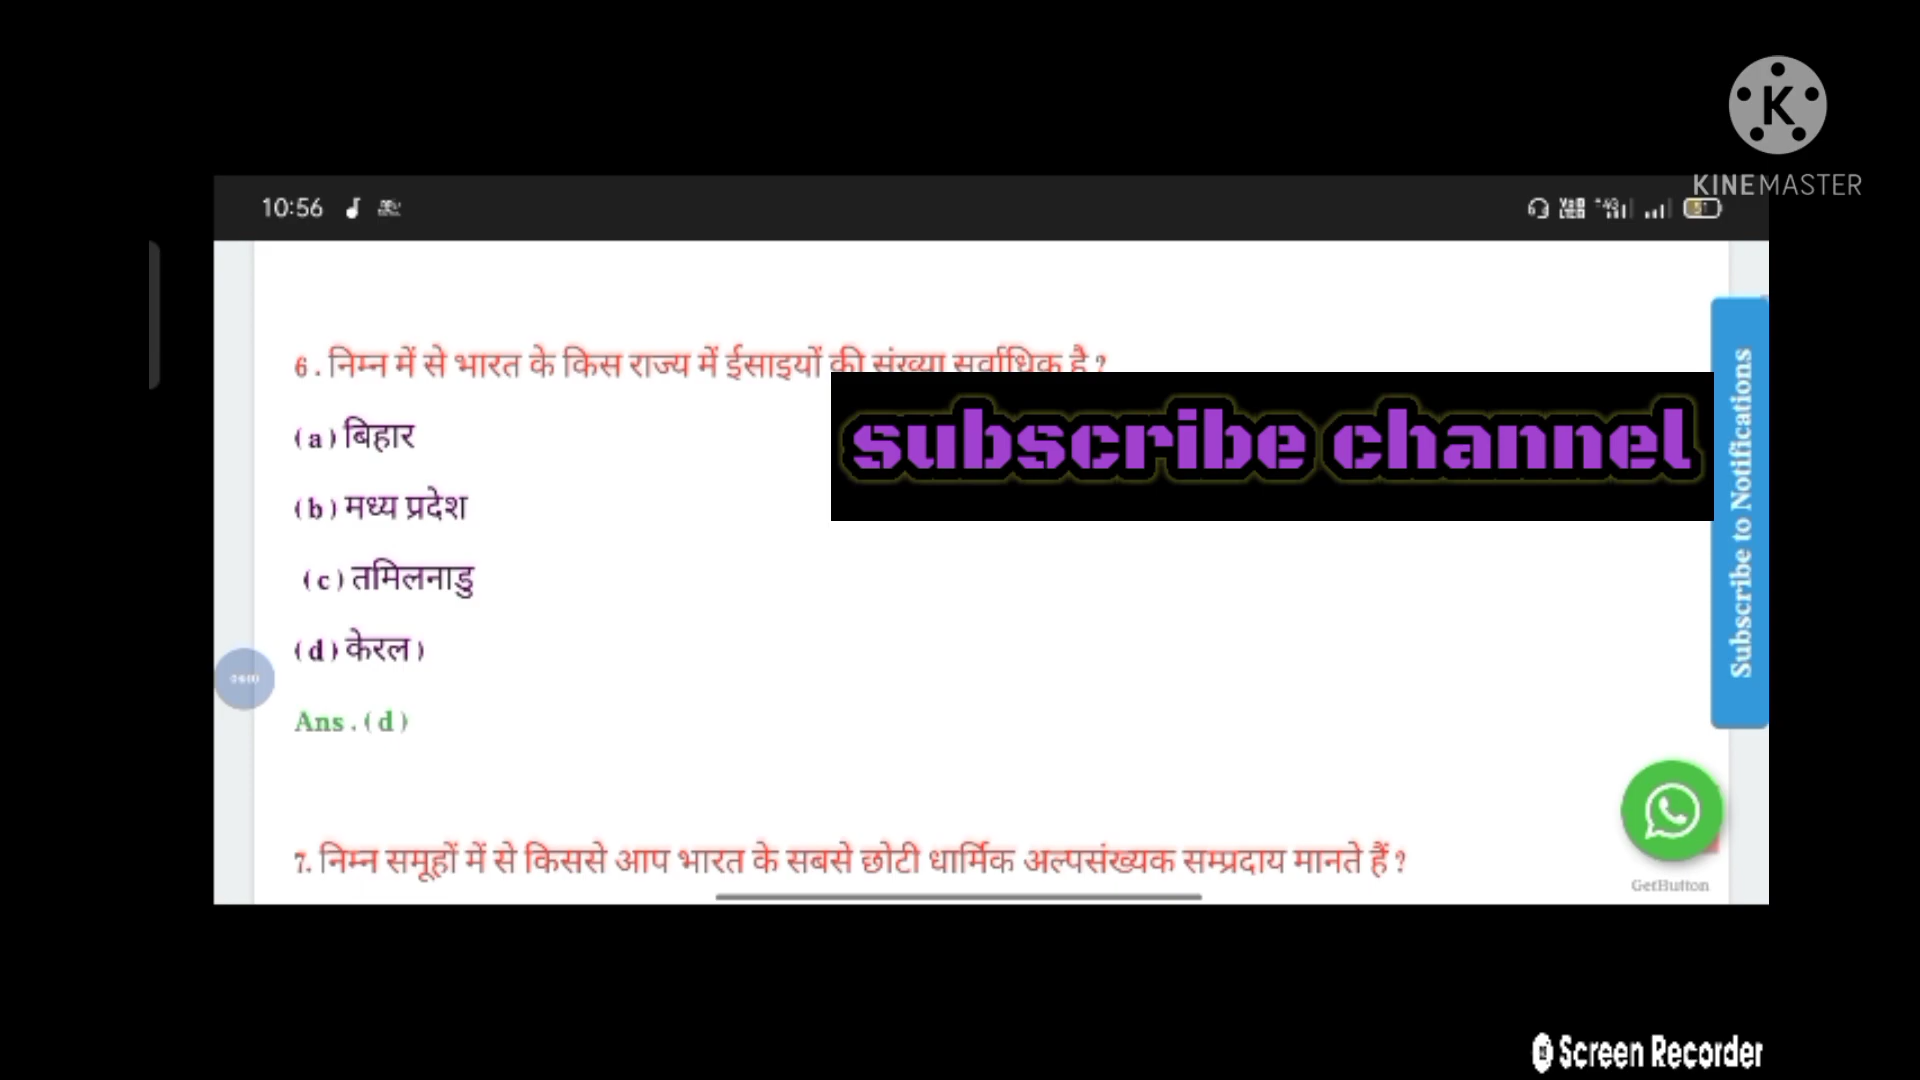 KINEMASTER
10:56
6 . निम्न में से भारत के किस राज्य में ईसाइयों की संख्या सर्वाधिक है ?
subscribe channel
( a ) बिहार
( b ) मध्य प्रदेश
( c ) तमिलनाडु
( d ) केरल )
Ans . ( d )
Subscribe to Notifications
7. निम्न समूहों में से किससे आप भारत के सबसे छोटी धार्मिक अल्पसंख्यक सम्प्रदाय मानते हैं ?
GetButton
Screen Recorder